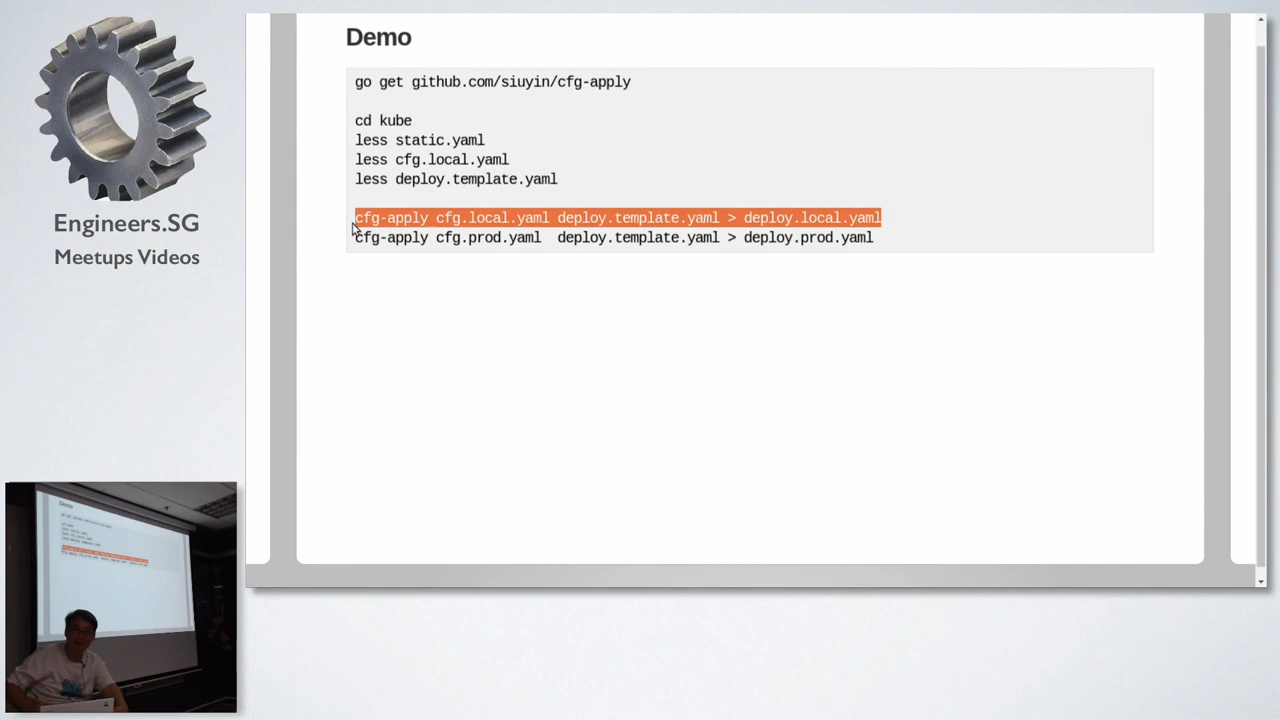 Demo
go get github.com/siuyin/cfg-apply
cd kube
less static.yaml
less cfg.local.yaml
less deploy.template.yaml
cfg-apply cfg.local.yaml deploy.template.yaml > deploy.local.yaml
cfg-apply cfg.prod.yaml  deploy.template.yaml > deploy.prod.yaml
Engineers.SG
Meetups Videos
Demo